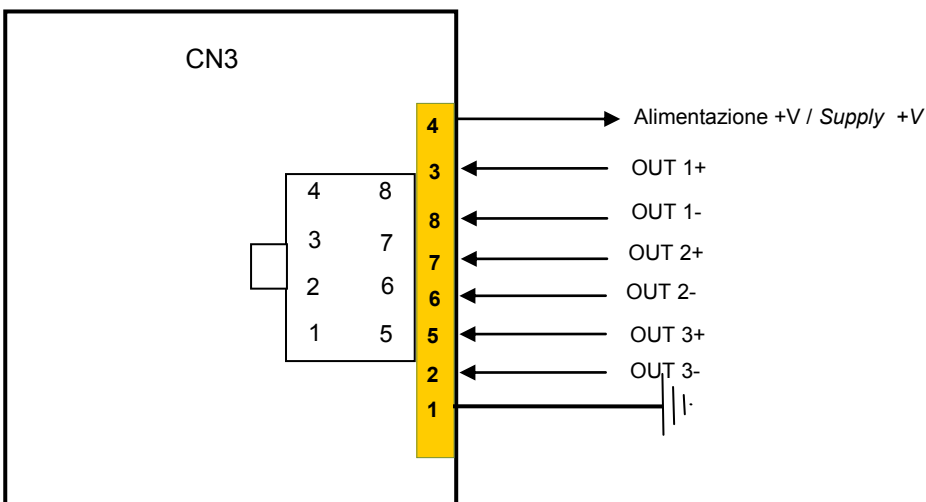 CN3
4 Alimentazione +V / Supply +V
3 OUT 1+
8 OUT 1-
7 OUT 2+
6 OUT 2-
5 OUT 3+
2 OUT 3-
1
4 8
3 7
2 6
1 5